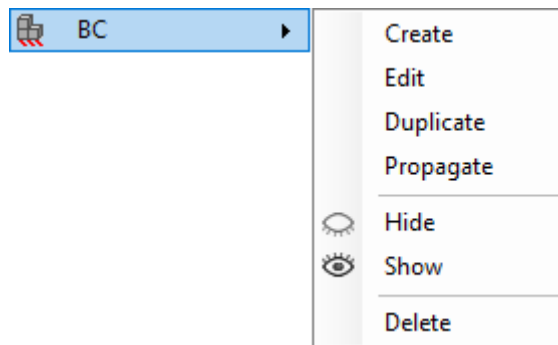 BC
Create
Edit
Duplicate
Propagate
Hide
Show
Delete